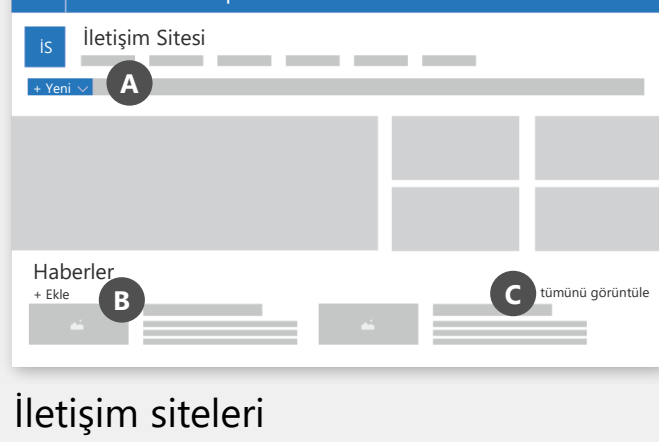 İS
İletişim Sitesi
+ Yeni
A
Haberler
+ Ekle
B
C
tümünü görüntüle
İletişim siteleri